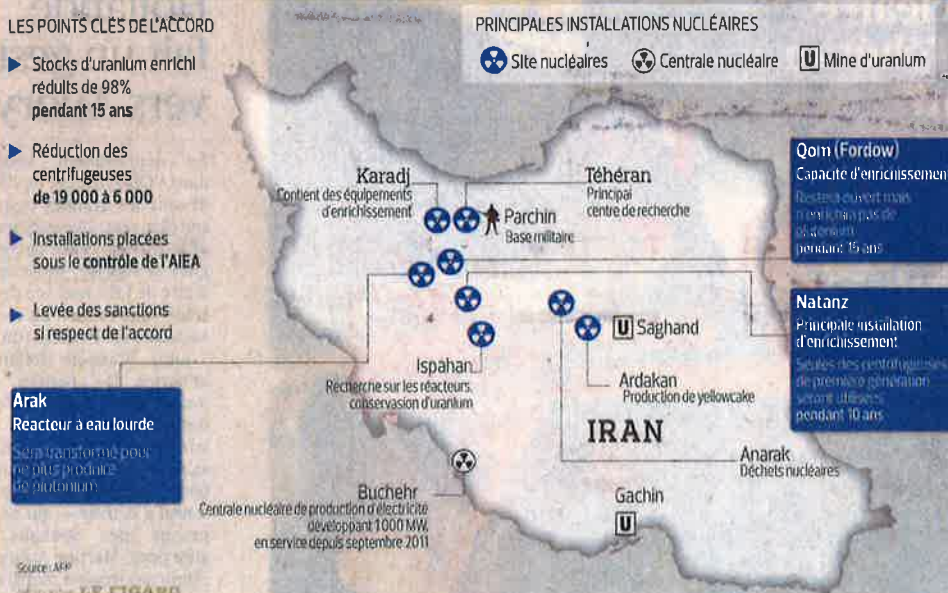 LES POINTS CLÉS DE L'ACCORD
Stocks d'uranium enrichi
réduits de 98%
pendant 15 ans
Réduction des
centrifugeuses
de 19 000 à 6 000
Installations placées
sous le contrôle de l'AIEA
Levée des sanctions
si respect de l'accord
PRINCIPALES INSTALLATIONS NUCLÉAIRES
Site nucléaires
Centrale nucléaire
U Mine d'uranium
Karadj
Contient des équipements
d'enrichissement
Téhéran
Principal
centre de recherche
Parchin
Base militaire
Qom (Fordow)
Capacité d'enrichissement
Restera ouvert mais
n'enrichira pas de
plutonium
pendant 15 ans
Natanz
Principale installation
d'enrichissement
Seules des centrifugeuses
de première génération
seront utilisées
pendant 10 ans
U Saghand
Ispahan
Recherche sur les réacteurs,
conservasion d'uranium
Ardakan
Production de yellowcake
IRAN
Arak
Reacteur à eau lourde
Sera transformé pour
ne plus produire
de plutonium
Anarak
Déchets nucléaires
Buchehr
Centrale nucléaire de production d'électricité
développant 1000 MW,
en service depuis septembre 2011
Gachin
U
Source : AFP
LE FIGARO